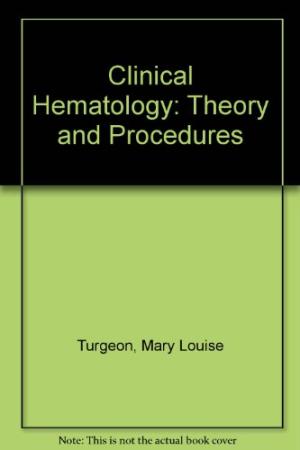 Clinical
Hematology: Theory
and Procedures
Turgeon, Mary Louise
Note: This is not the actual book cover